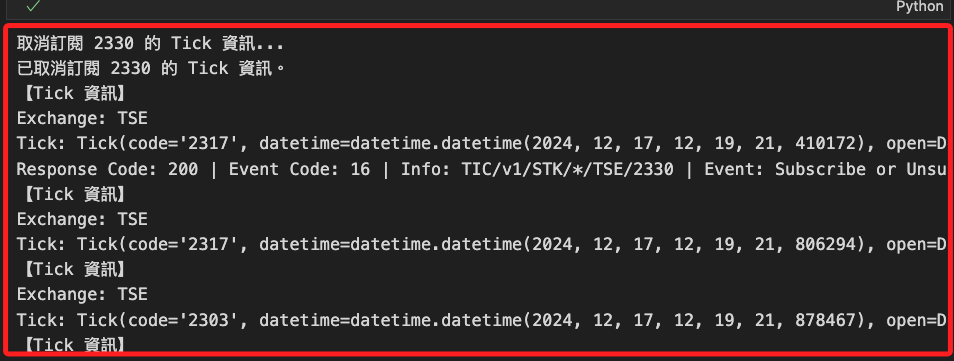 Python
取消訂閱 2330 的 Tick 資訊...
已取消訂閱 2330 的 Tick 資訊。
【Tick 資訊】
Exchange: TSE
Tick: Tick(code='2317', datetime=datetime.datetime(2024, 12, 17, 12, 19, 21, 410172), open=D
Response Code: 200 | Event Code: 16 | Info: TIC/v1/STK/*/TSE/2330 | Event: Subscribe or Unsu
【Tick 資訊】
Exchange: TSE
Tick: Tick(code='2317', datetime=datetime.datetime(2024, 12, 17, 12, 19, 21, 806294), open=D
【Tick 資訊】
Exchange: TSE
Tick: Tick(code='2303', datetime=datetime.datetime(2024, 12, 17, 12, 19, 21, 878467), open=D
【Tick 資訊】